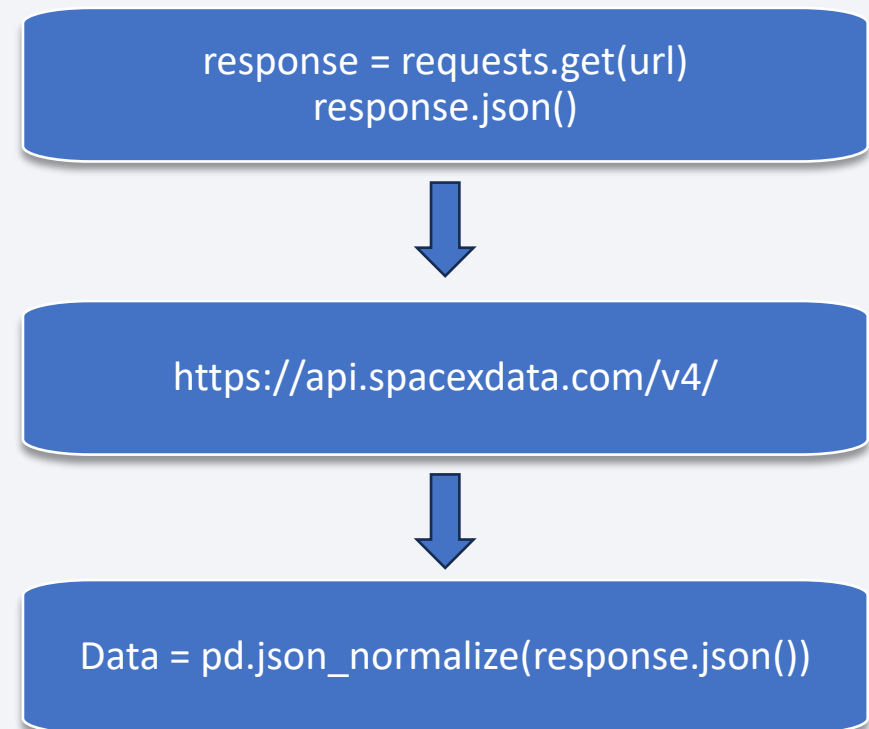 response = requests.get(url)
response.json()
https://api.spacexdata.com/v4/
Data = pd.json_normalize(response.json())